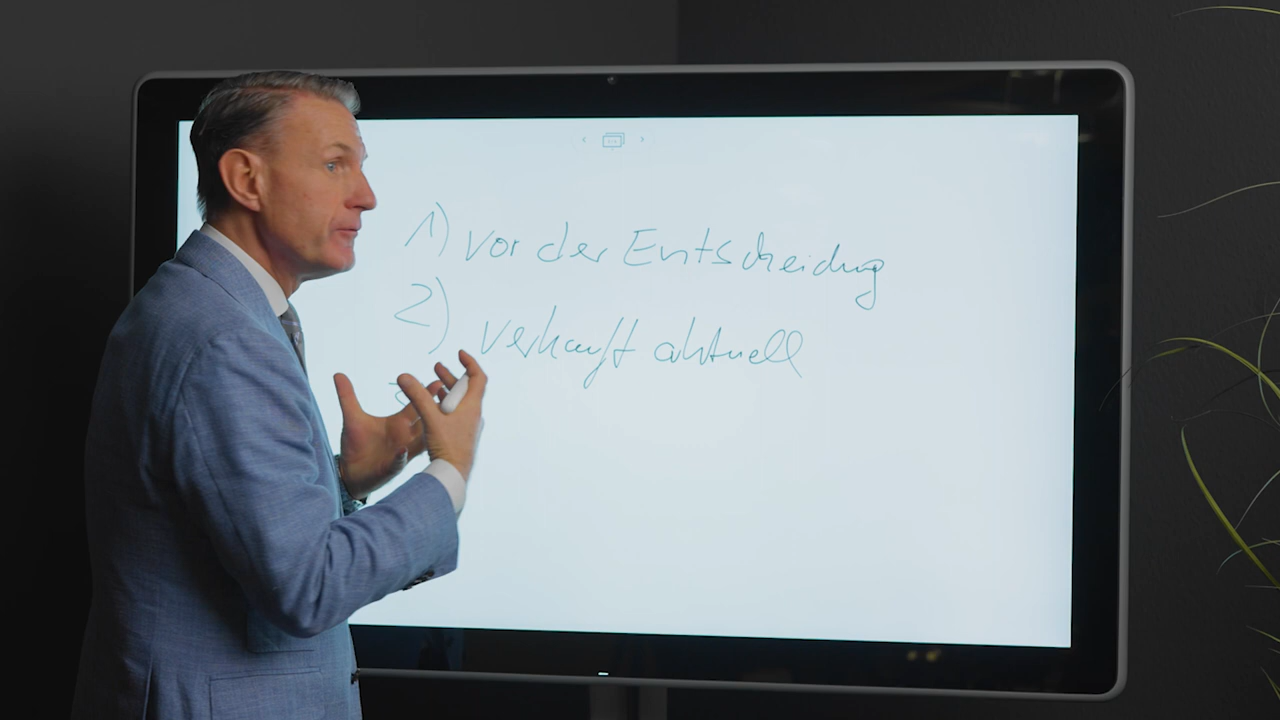 1) vor der Entscheidung
2) verkauft aktuell